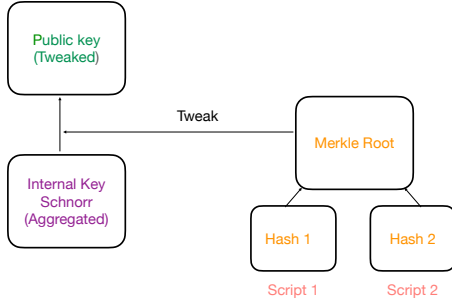 Public key
(Tweaked)
Tweak
Merkle Root
Internal Key
Schnorr
(Aggregated)
Hash 1
Hash 2
Script 1
Script 2